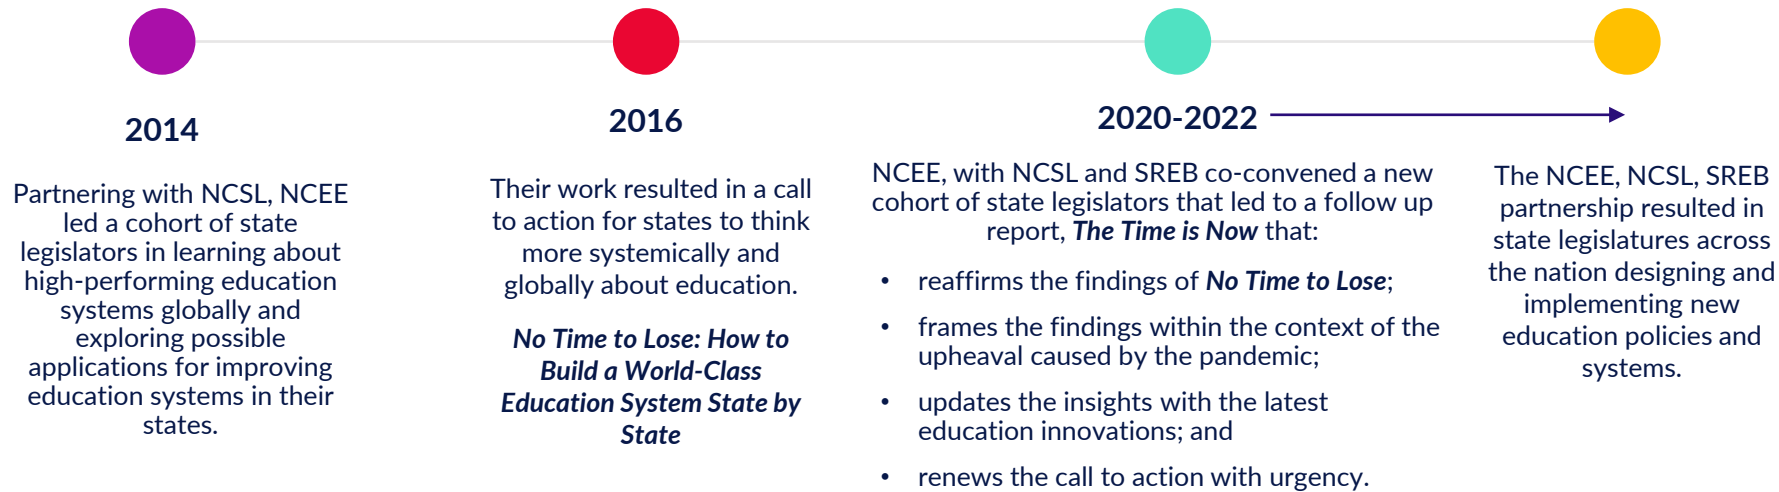 2014
Partnering with NCSL, NCEE
led a cohort of state
legislators in learning about
high-performing education
systems globally and
exploring possible
applications for improving
education systems in their
states.
2016
Their work resulted in a call
to action for states to think
more systemically and
globally about education.
No Time to Lose: How to
Build a World-Class
Education System State by
State
2020-2022
NCEE, with NCSL and SREB co-convened a new
cohort of state legislators that led to a follow up
report, The Time is Now that:
• reaffirms the findings of No Time to Lose;
• frames the findings within the context of the
upheaval caused by the pandemic;
• updates the insights with the latest
education innovations; and
• renews the call to action with urgency.
The NCEE, NCSL, SREB
partnership resulted in
state legislatures across
the nation designing and
implementing new
education policies and
systems.